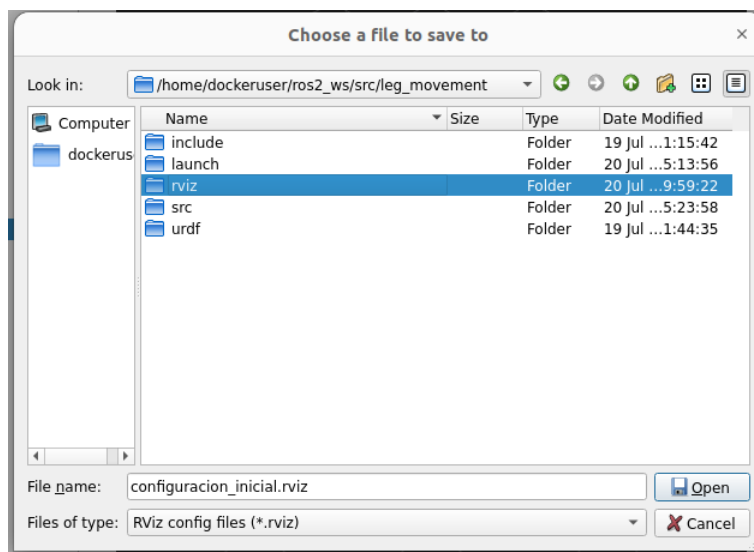 Choose a file to save to
Look in: /home/dockeruser/ros2_ws/src/leg_movement
Computer
dockerus
Name Size Type Date Modified
include Folder 19 Jul ...1:15:42
launch Folder 20 Jul ...5:13:56
rviz Folder 20 Jul ...9:59:22
src Folder 20 Jul ...5:23:58
urdf Folder 19 Jul ...1:44:35
File name: configuracion_inicial.rviz Open
Files of type: RViz config files (*.rviz) Cancel